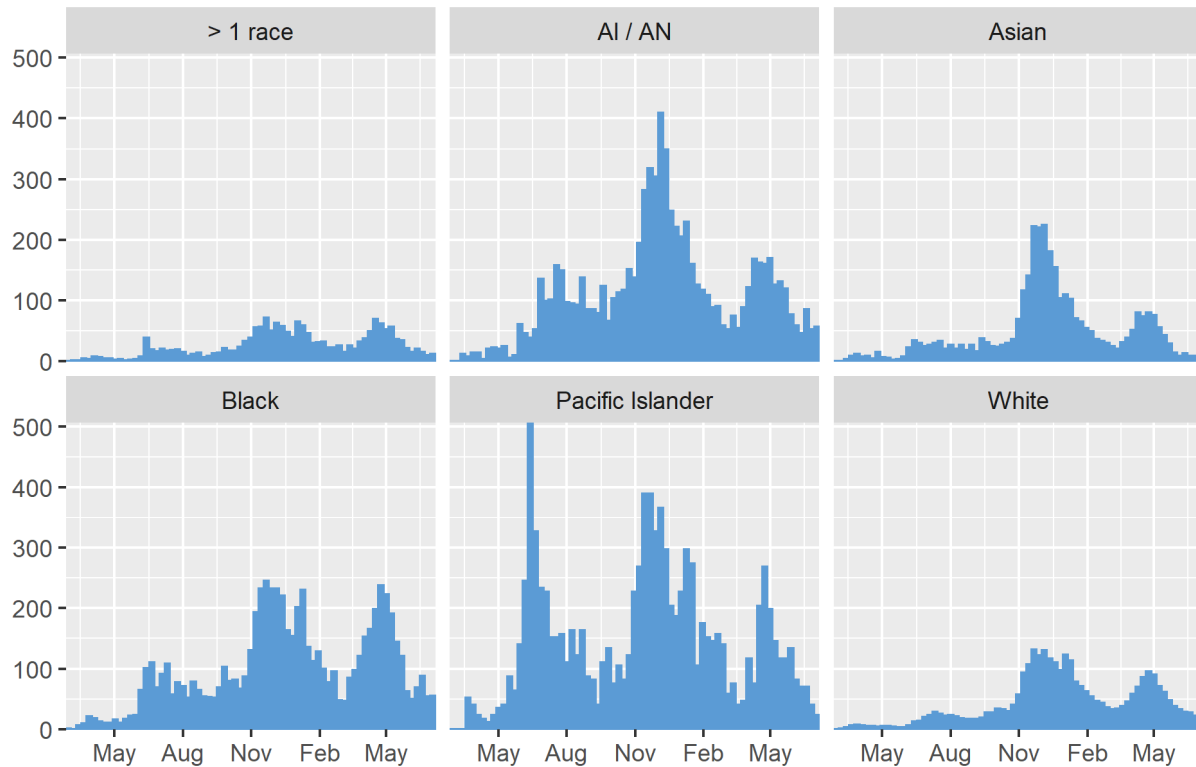 > 1 race
AI / AN
Asian
500
400
300
200
100
0
Black
Pacific Islander
White
500
400
300
200
100
0
May Aug Nov Feb May
May Aug Nov Feb May
May Aug Nov Feb May